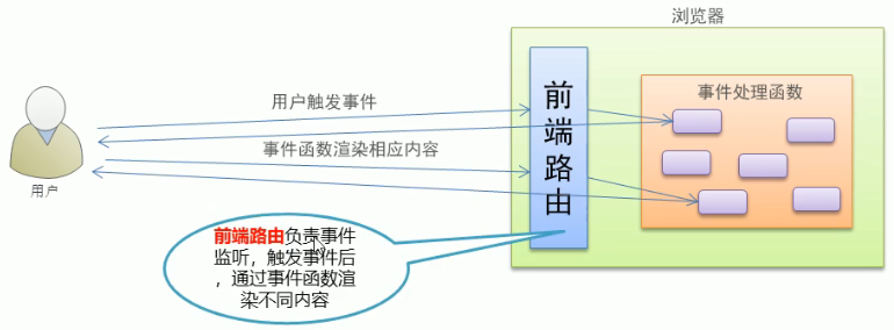 浏览器
用户触发事件
事件函数渲染相应内容
用户
前端路由
事件处理函数
前端路由负责事件
监听，触发事件后
，通过事件函数渲
染不同内容